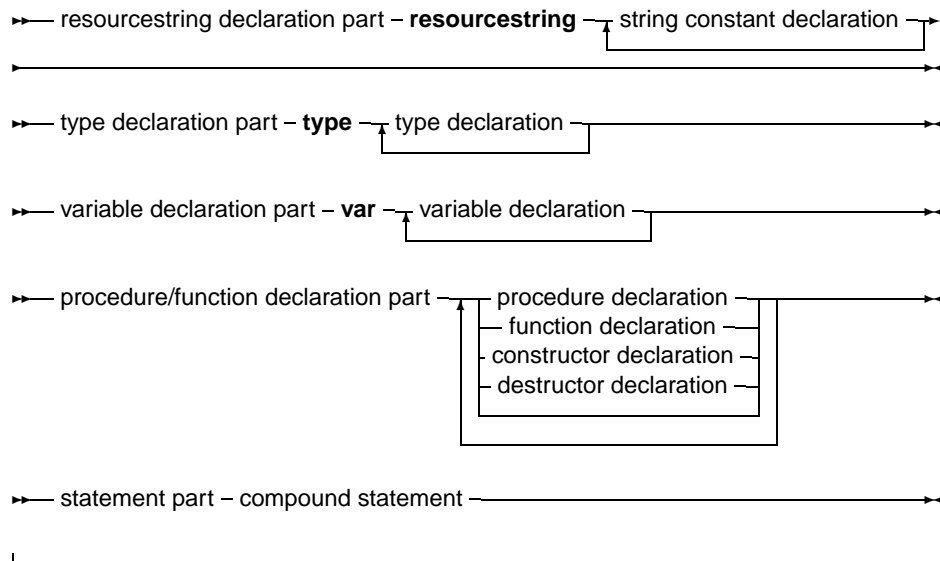 resourcestring declaration part resourcestring string constant declaration
type declaration part type type declaration
variable declaration part var variable declaration
procedure/function declaration part procedure declaration
function declaration
constructor declaration
destructor declaration
statement part compound statement